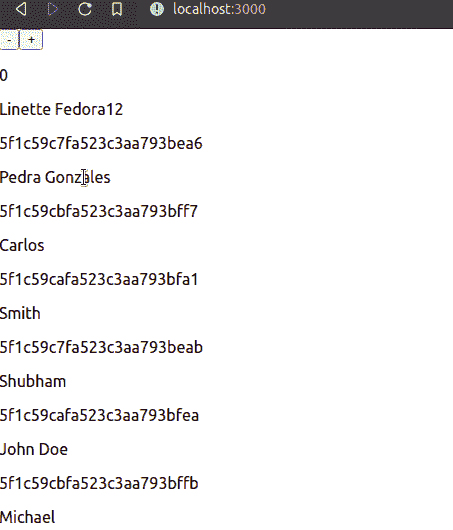 localhost:3000
- +
0
Linette Fedora12
5f1c59c7fa523c3aa793bea6
Pedra Gonzales
5f1c59cbfa523c3aa793bff7
Carlos
5f1c59cafa523c3aa793bfa1
Smith
5f1c59c7fa523c3aa793beab
Shubham
5f1c59cafa523c3aa793bfea
John Doe
5f1c59cbfa523c3aa793bffb
Michael